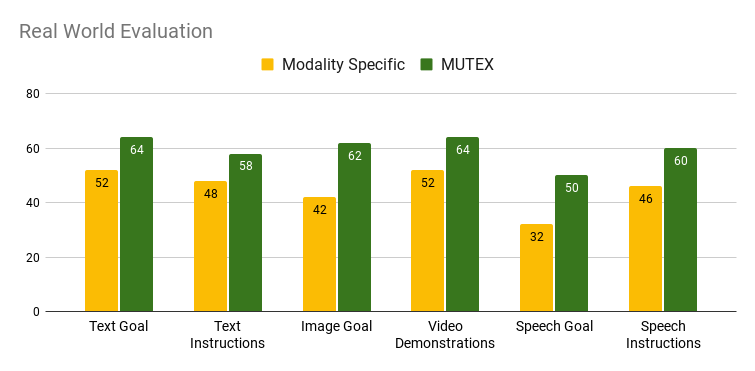 Real World Evaluation
Modality Specific MUTEX
80
60
40
20
0
52 64
48 58
42 62
52 64
32 50
46 60
Text Goal
Text
Instructions
Image Goal
Video
Demonstrations
Speech Goal
Speech
Instructions